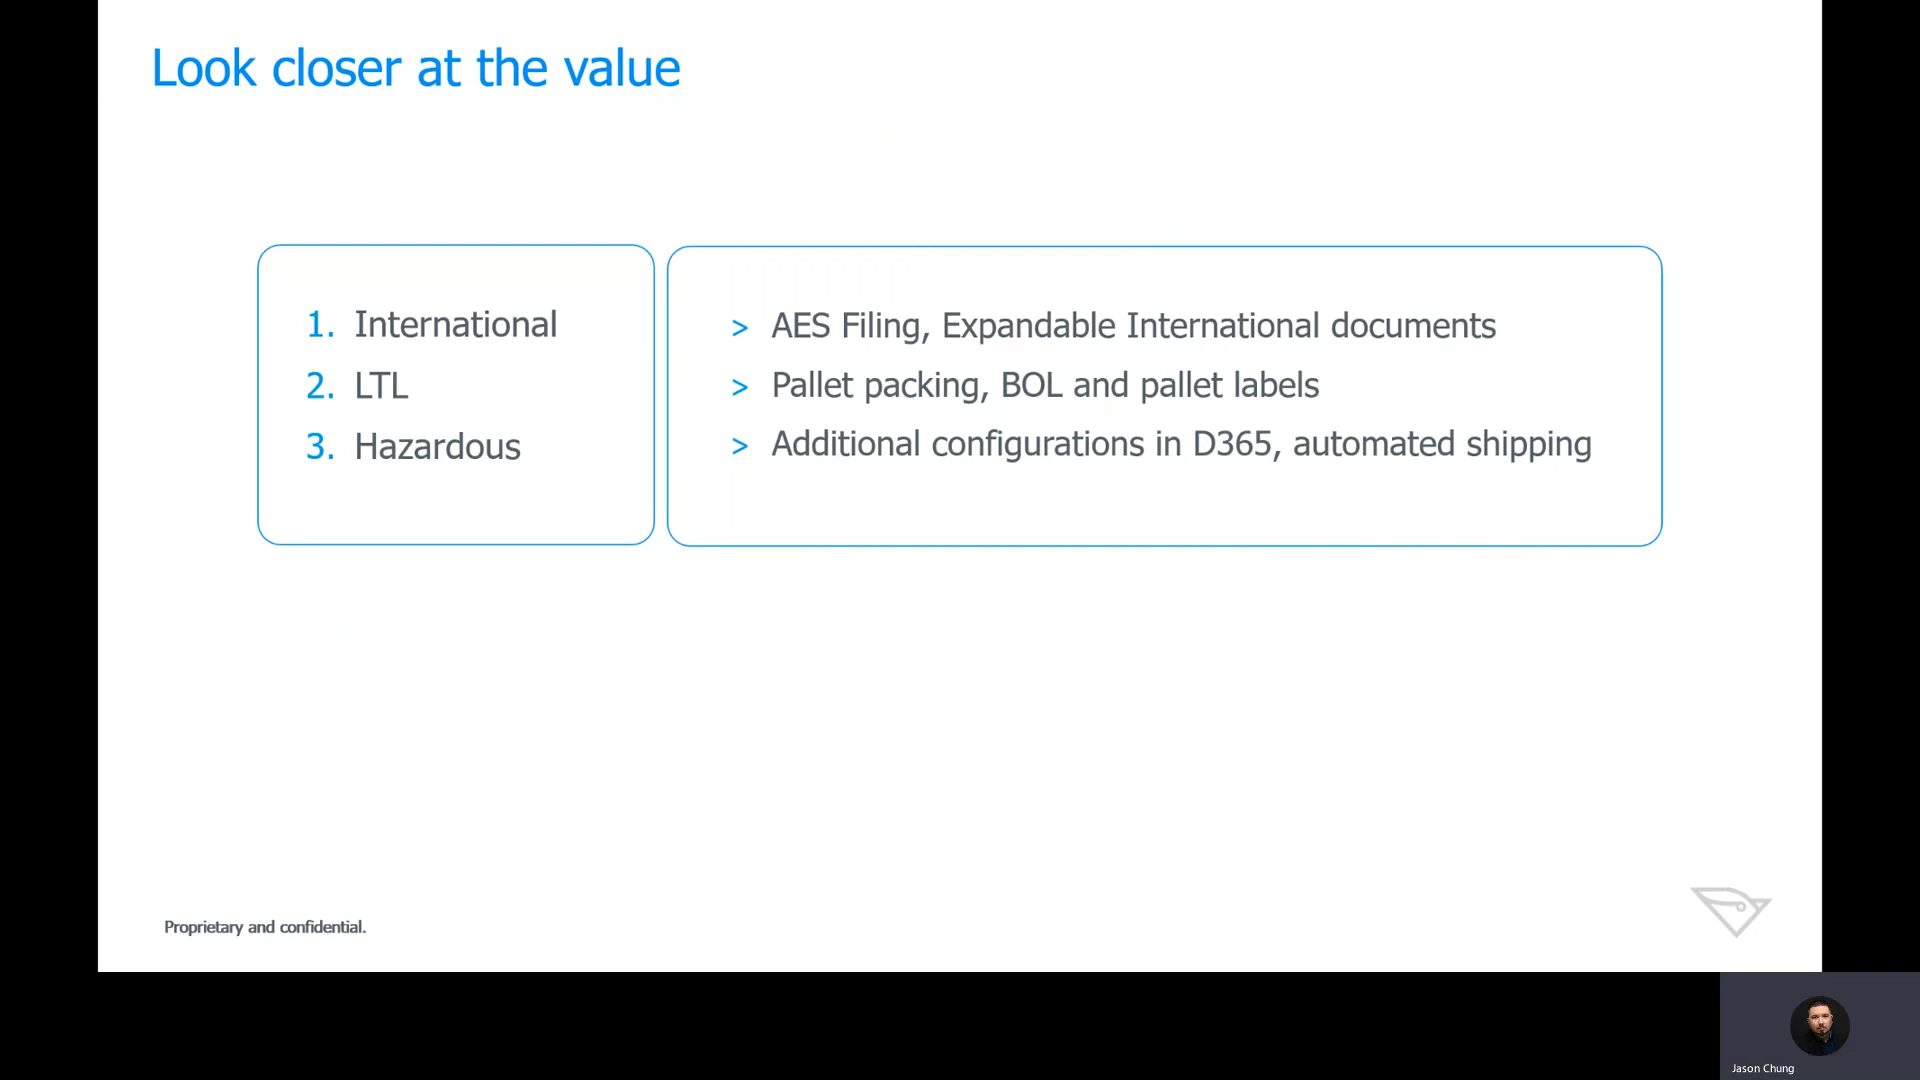 Look closer at the value
1. International
2. LTL
3. Hazardous
> AES Filing, Expandable International documents
> Pallet packing, BOL and pallet labels
> Additional configurations in D365, automated shipping
Proprietary and confidential.
Jason Chung